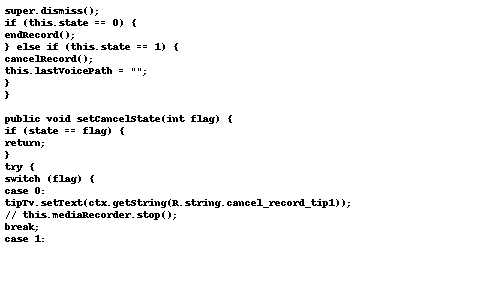 super.dismiss();
if (this.state == 0) {
endRecord();
} else if (this.state == 1) {
cancelRecord();
this.lastVoicePath = "";
}
}

public void setCancelState(int flag) {
if (state == flag) {
return;
}
try {
switch (flag) {
case 0:
tipTv.setText(ctx.getString(R.string.cancel_record_tip1));
// this.mediaRecorder.stop();
break;
case 1: